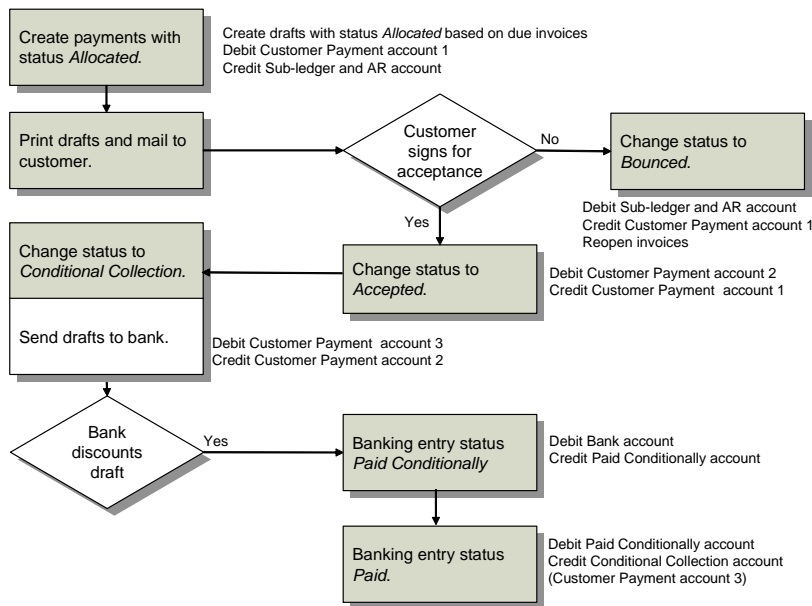 Create payments with
status Allocated.
Create drafts with status Allocated based on due invoices
Debit Customer Payment account 1
Credit Sub-ledger and AR account
Print drafts and mail to
customer.
Customer
signs for
acceptance
No
Change status to
Bounced.
Debit Sub-ledger and AR account
Credit Customer Payment account 1
Reopen invoices
Yes
Change status to
Accepted.
Debit Customer Payment account 2
Credit Customer Payment account 1
Change status to
Conditional Collection.
Send drafts to bank.
Debit Customer Payment account 3
Credit Customer Payment account 2
Bank
discounts
draft
Yes
Banking entry status
Paid Conditionally
Debit Bank account
Credit Paid Conditionally account
Banking entry status
Paid.
Debit Paid Conditionally account
Credit Conditional Collection account
(Customer Payment account 3)